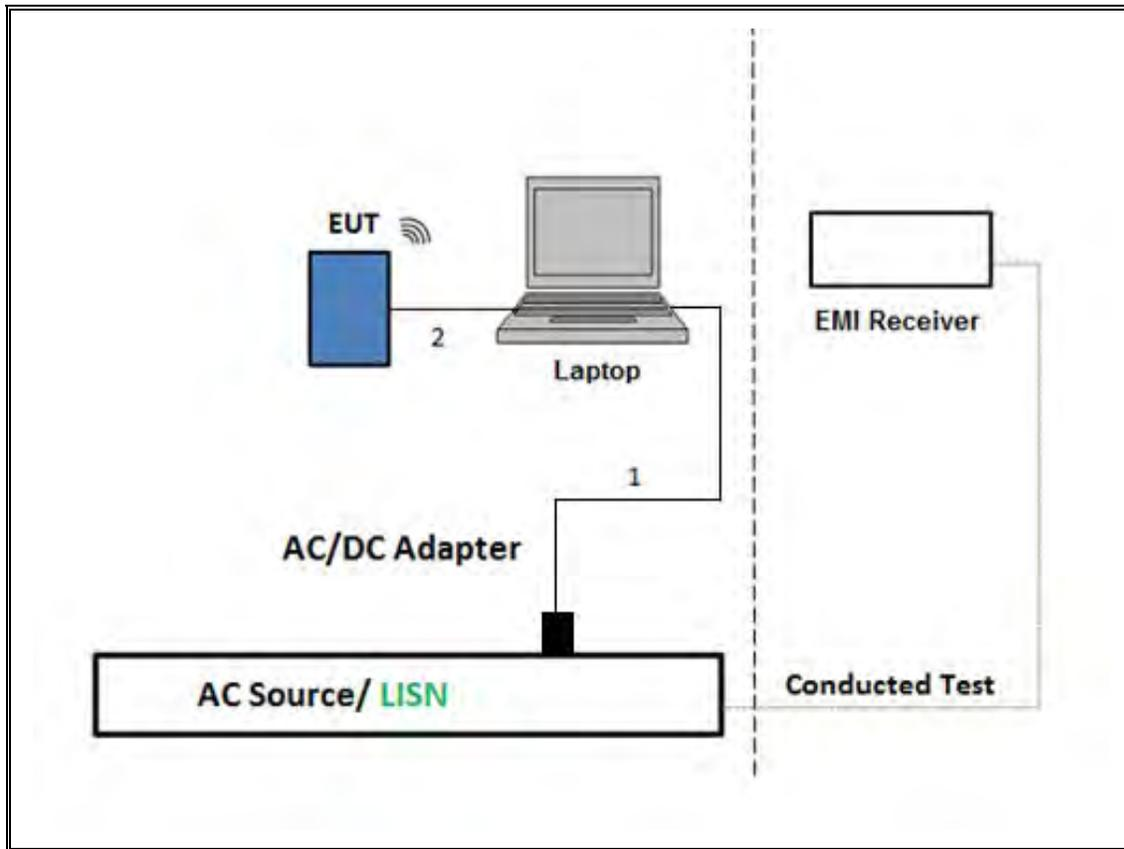 EUT
2
Laptop
EMI Receiver
1
AC/DC Adapter
AC Source/ LISN
Conducted Test